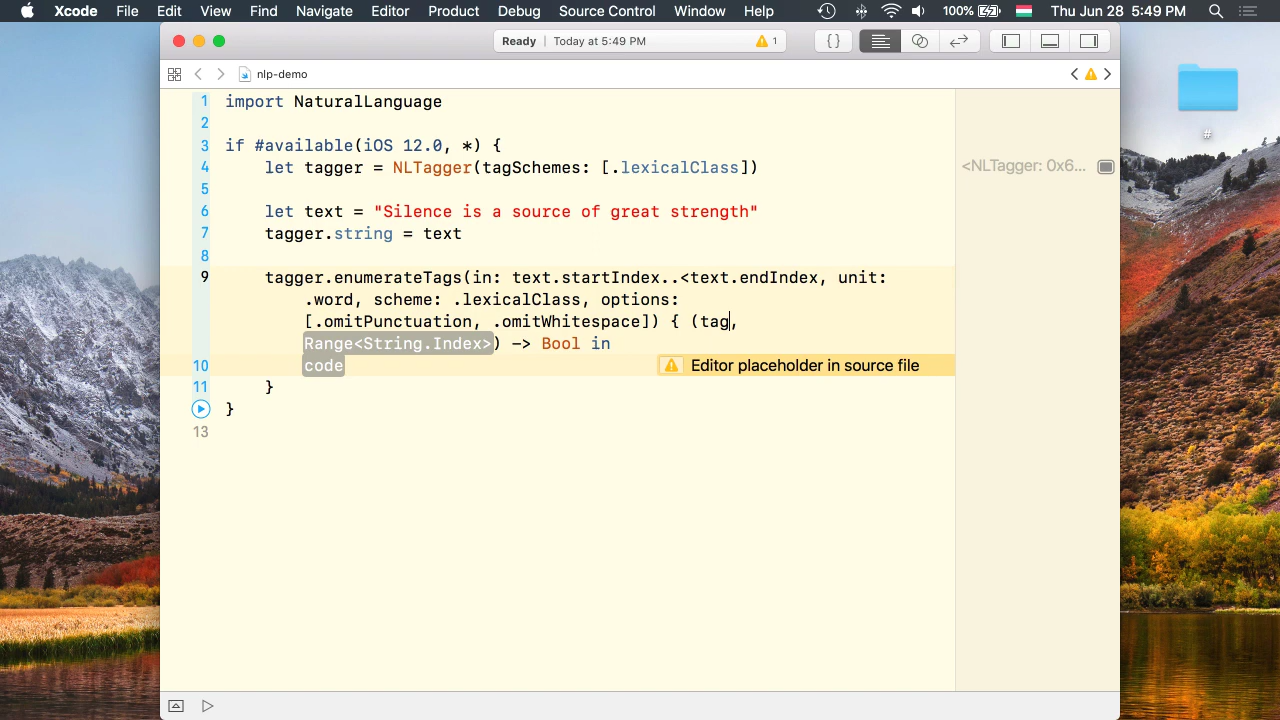 Xcode File Edit View Find Navigate Editor Product Debug Source Control Window Help 100% Thu Jun 28 5:49 PM
Ready | Today at 5:49 PM 1
nlp-demo
#
1 import NaturalLanguage
2
3 if #available(iOS 12.0, *) {
4 let tagger = NLTagger(tagSchemes: [.lexicalClass])
<NLTagger: 0x6...
5
6 let text = "Silence is a source of great strength"
7 tagger.string = text
8
9 tagger.enumerateTags(in: text.startIndex..<text.endIndex, unit:
.word, scheme: .lexicalClass, options:
[.omitPunctuation, .omitWhitespace]) { (tag,
Range<String.Index>) -> Bool in
10 code
Editor placeholder in source file
11 }
}
13